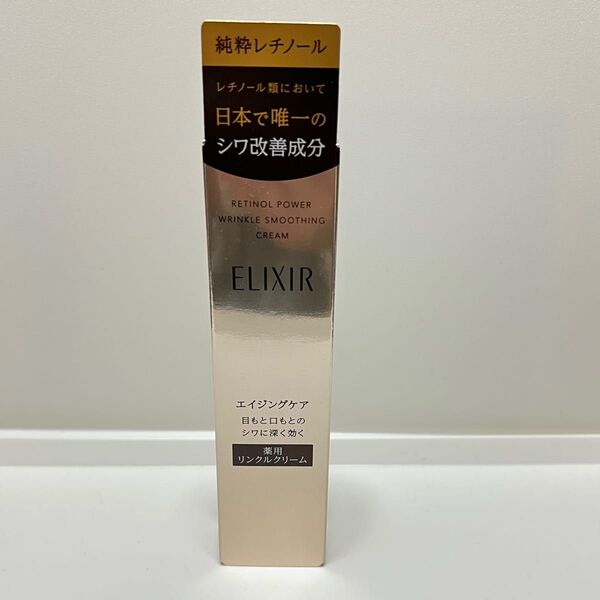 純粋レチノール
レチノール類において
日本で唯一の
シワ改善成分
RETINOL POWER
WRINKLE SMOOTHING
CREAM
ELIXIR
エイジングケア
目もと口もとの
シワに深く効く
薬用
リンクルクリーム